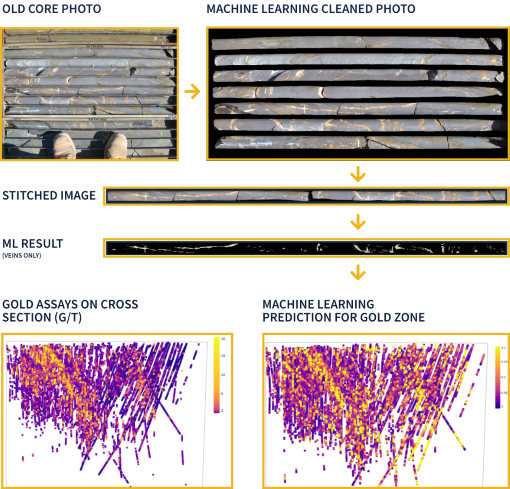 OLD CORE PHOTO
MACHINE LEARNING CLEANED PHOTO
STITCHED IMAGE
ML RESULT
(VEINS ONLY)
GOLD ASSAYS ON CROSS
SECTION (G/T)
MACHINE LEARNING
PREDICTION FOR GOLD ZONE